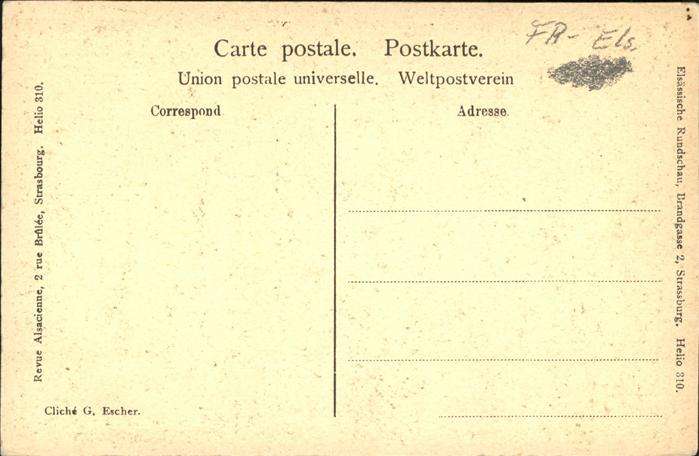 FR - Els.
Carte postale. Postkarte.
Union postale universelle. Weltpostverein
Correspond
Adresse.
Revue Alsacienne, 2 rue Brûlée, Strasbourg. Helio 310.
Elsässische Rundschau, Brandgasse 2, Strassburg. Helio 310.
Cliché G. Escher.